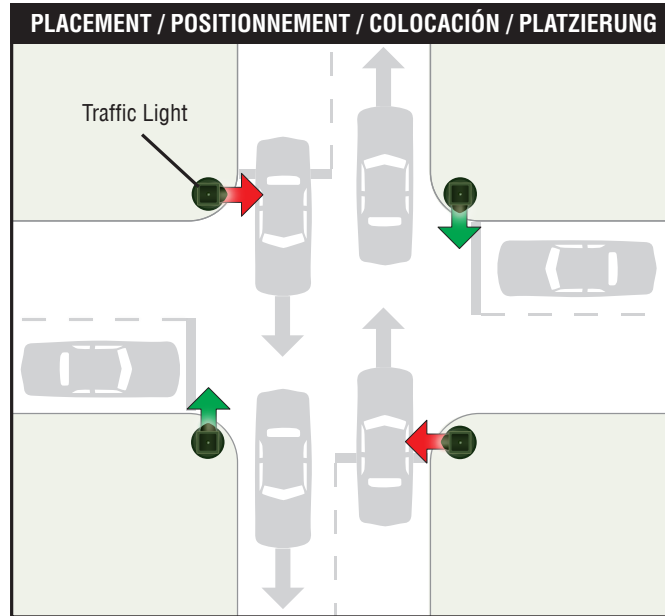 PLACEMENT / POSITIONNEMENT / COLOCACIÓN / PLATZIERUNG
Traffic Light